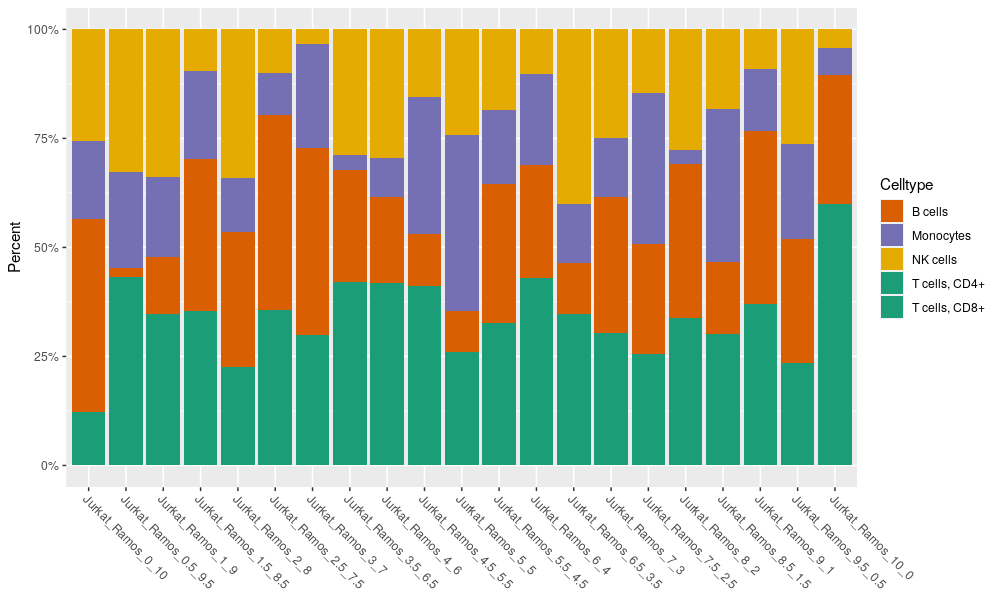 100%
75%
50%
25%
0%
Percent
Jurkat_Ramos_0_10
Jurkat_Ramos_0.5_9.5
Jurkat_Ramos_1_9
Jurkat_Ramos_1.5_8.5
Jurkat_Ramos_2_8
Jurkat_Ramos_2.5_7.5
Jurkat_Ramos_3_7
Jurkat_Ramos_3.5_6.5
Jurkat_Ramos_4_6
Jurkat_Ramos_4.5_5.5
Jurkat_Ramos_5_5
Jurkat_Ramos_5.5_4.5
Jurkat_Ramos_6_4
Jurkat_Ramos_6.5_3.5
Jurkat_Ramos_7_3
Jurkat_Ramos_7.5_2.5
Jurkat_Ramos_8_2
Jurkat_Ramos_8.5_1.5
Jurkat_Ramos_9_1
Jurkat_Ramos_9.5_0.5
Jurkat_Ramos_10_0
Celltype
B cells
Monocytes
NK cells
T cells, CD4+
T cells, CD8+